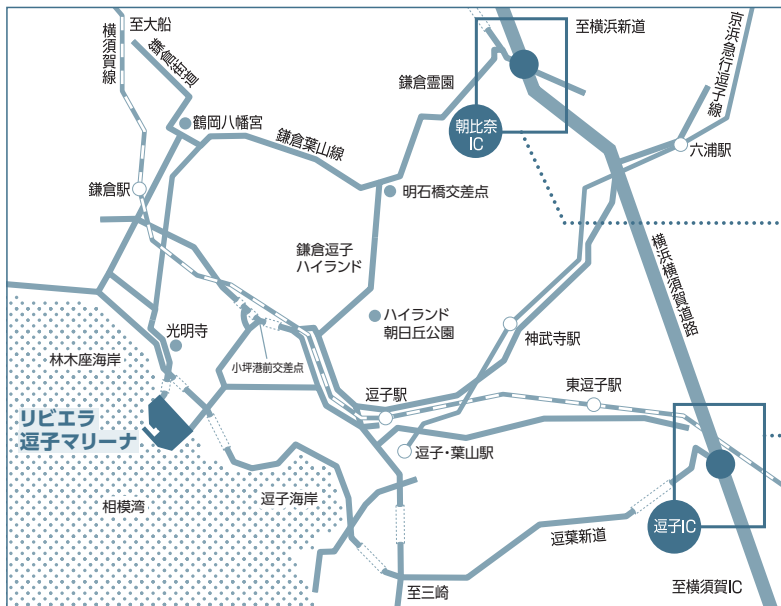 至大船
横須賀線
鎌倉街道
鶴岡八幡宮
鎌倉葉山線
鎌倉霊園
至横浜新道
京浜急行逗子線
朝比奈
IC
六浦駅
鎌倉駅
明石橋交差点
鎌倉逗子
ハイランド
横浜横須賀道路
ハイランド
朝日丘公園
神武寺駅
光明寺
林木座海岸
小坪港前交差点
逗子駅
東逗子駅
リビエラ
逗子マリーナ
逗子・葉山駅
相模湾
逗子海岸
逗葉新道
逗子IC
至三崎
至横須賀IC